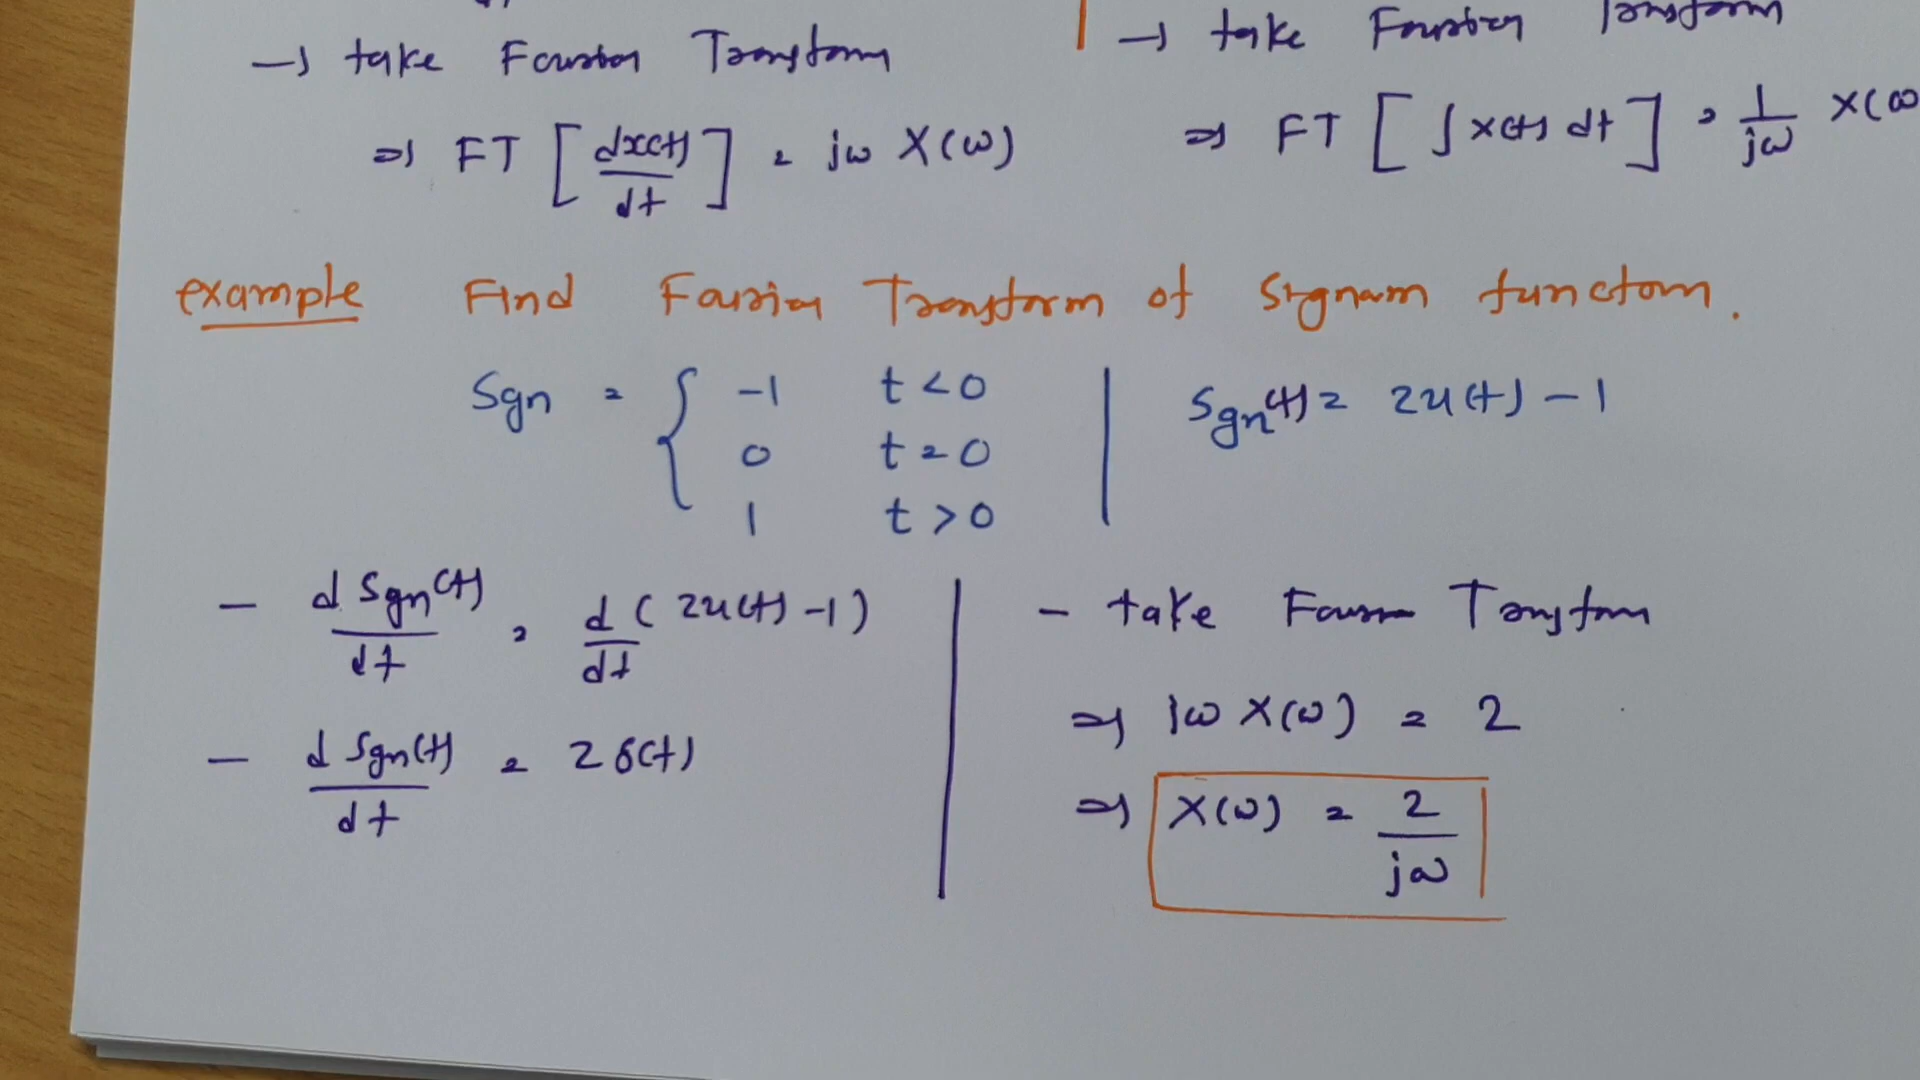 → take Fourier Transform
⇒ FT [ dx(t)/dt ] = jω X(ω)
→ take Fourier Transform
⇒ FT [ ∫ x(t) dt ] = 1/jω X(ω
example Find Fourier Transform of Signam function.
Sgn = { -1 t<0
0 t=0
1 t>0
Sgn(t) = 2u(t) - 1
- d Sgn(t)/dt = d/dt (2u(t) - 1)
- d Sgn(t)/dt = 2δ(t)
- take Fourier Transform
⇒ jω X(ω) = 2
⇒ X(ω) = 2/jω